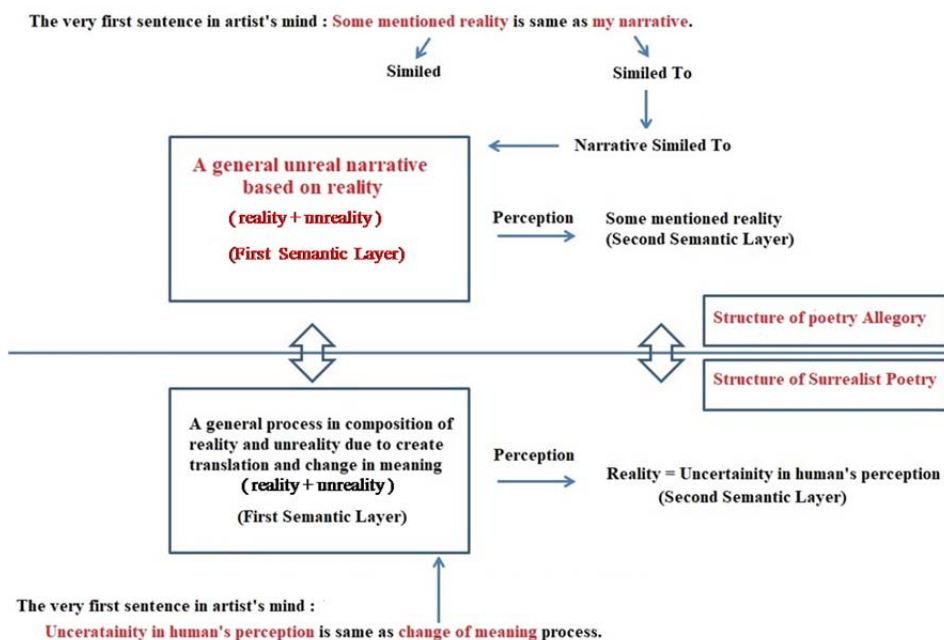 The very first sentence in artist's mind : Some mentioned reality is same as my narrative.
Similed
Similed To
Narrative Similed To
A general unreal narrative
based on reality
(reality + unreality)
(First Semantic Layer)
Perception
Some mentioned reality
(Second Semantic Layer)
Structure of poetry Allegory
Structure of Surrealist Poetry
A general process in composition of
reality and unreality due to create
translation and change in meaning
(reality + unreality)
(First Semantic Layer)
Perception
Reality = Uncertainity in human's perception
(Second Semantic Layer)
The very first sentence in artist's mind :
Unceratainity in human's perception is same as change of meaning process.